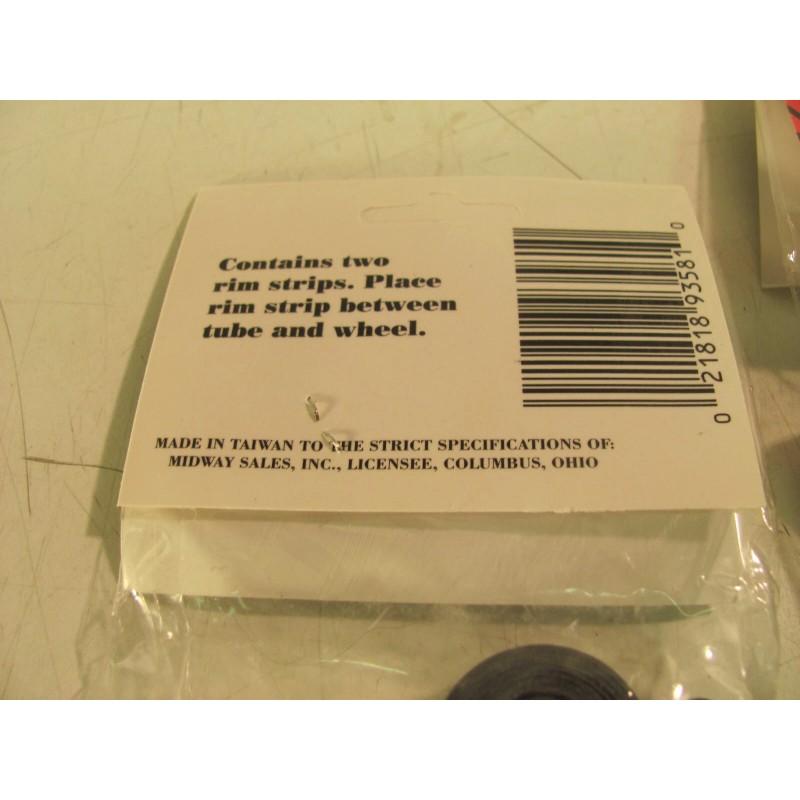 Contains two
rim strips. Place
rim strip between
tube and wheel.
0 21818 93581 0
MADE IN TAIWAN TO THE STRICT SPECIFICATIONS OF:
MIDWAY SALES, INC., LICENSEE, COLUMBUS, OHIO